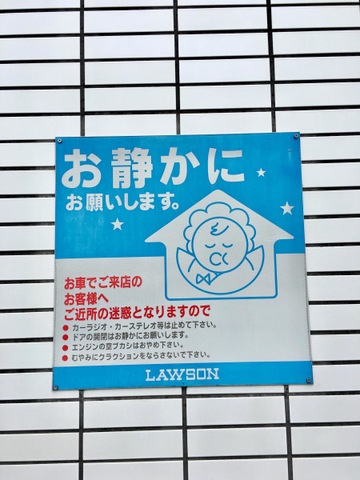 お静かに
お願いします。
お車でご来店の
お客様へ
ご近所の迷惑となりますので
● カーラジオ・カーステレオ等は止めて下さい。
● ドアの開閉はお静かにお願いします。
● エンジンの空ブカシはおやめ下さい。
● むやみにクラクションをならさないで下さい。
LAWSON